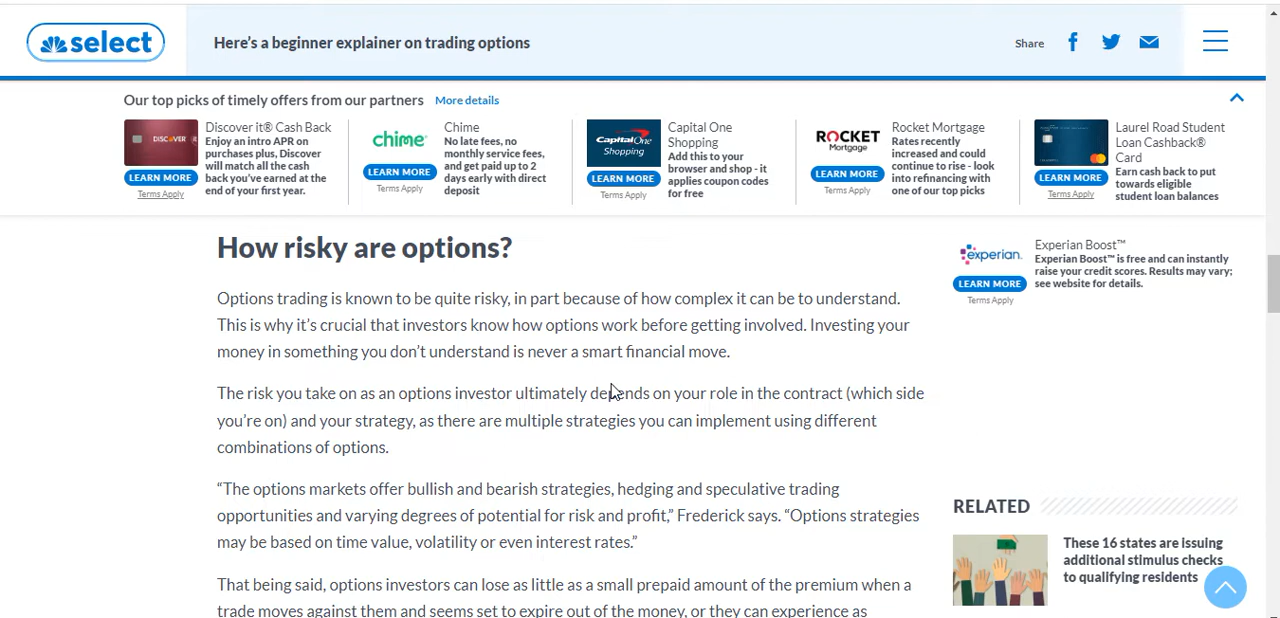 select
Here's a beginner explainer on trading options
Share
Our top picks of timely offers from our partners More details
DISCOVER
LEARN MORE
Terms Apply
Discover it® Cash Back
Enjoy an intro APR on
purchases plus, Discover
will match all the cash
back you've earned at the
end of your first year.
chime
LEARN MORE
Terms Apply
Chime
No late fees, no
monthly service fees,
and get paid up to 2
days early with direct
deposit
Capital One
Shopping
LEARN MORE
Terms Apply
Capital One
Shopping
Add this to your
browser and shop - it
applies coupon codes
for free
ROCKET
Mortgage
LEARN MORE
Terms Apply
Rocket Mortgage
Rates recently
increased and could
continue to rise - look
into refinancing with
one of our top picks
LEARN MORE
Terms Apply
Laurel Road Student
Loan Cashback®
Card
Earn cash back to put
towards eligible
student loan balances
How risky are options?
Options trading is known to be quite risky, in part because of how complex it can be to understand.
This is why it's crucial that investors know how options work before getting involved. Investing your
money in something you don't understand is never a smart financial move.
The risk you take on as an options investor ultimately depends on your role in the contract (which side
you're on) and your strategy, as there are multiple strategies you can implement using different
combinations of options.
“The options markets offer bullish and bearish strategies, hedging and speculative trading
opportunities and varying degrees of potential for risk and profit,” Frederick says. “Options strategies
may be based on time value, volatility or even interest rates.”
That being said, options investors can lose as little as a small prepaid amount of the premium when a
trade moves against them and seems set to expire out of the money, or they can experience as
experian.
LEARN MORE
Terms Apply
Experian Boost™
Experian Boost™ is free and can instantly
raise your credit scores. Results may vary;
see website for details.
RELATED
These 16 states are issuing
additional stimulus checks
to qualifying residents